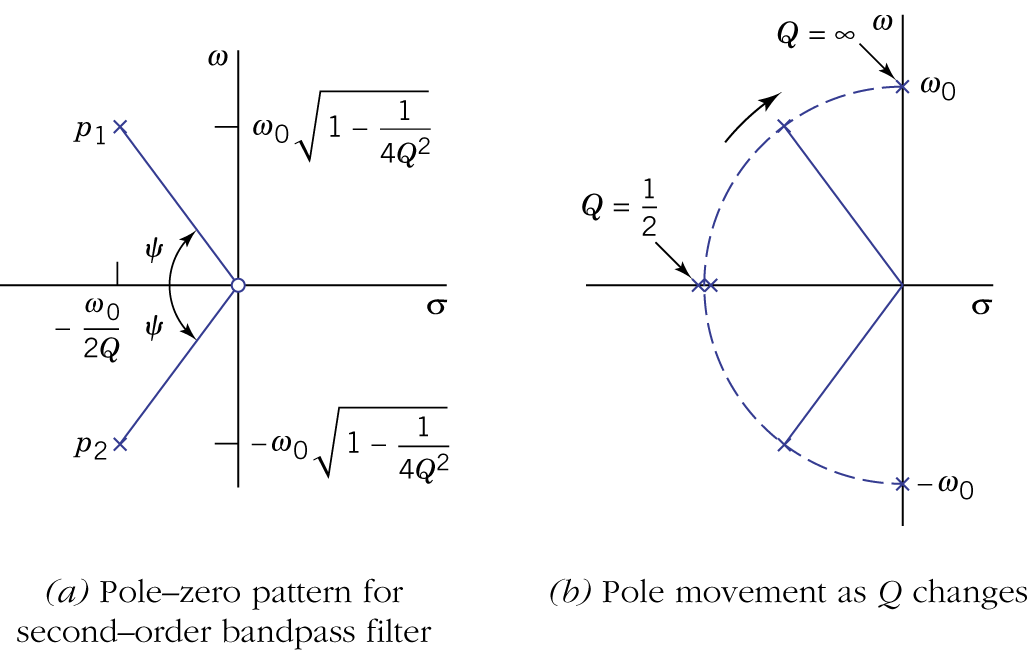 ω
p₁
ω₀√(1 − 1/(4Q²))
ψ
σ
− ω₀/(2Q)
ψ
p₂
−ω₀√(1 − 1/(4Q²))
(a) Pole–zero pattern for
second–order bandpass filter
Q = ∞
ω
ω₀
Q = 1/2
σ
−ω₀
(b) Pole movement as Q changes